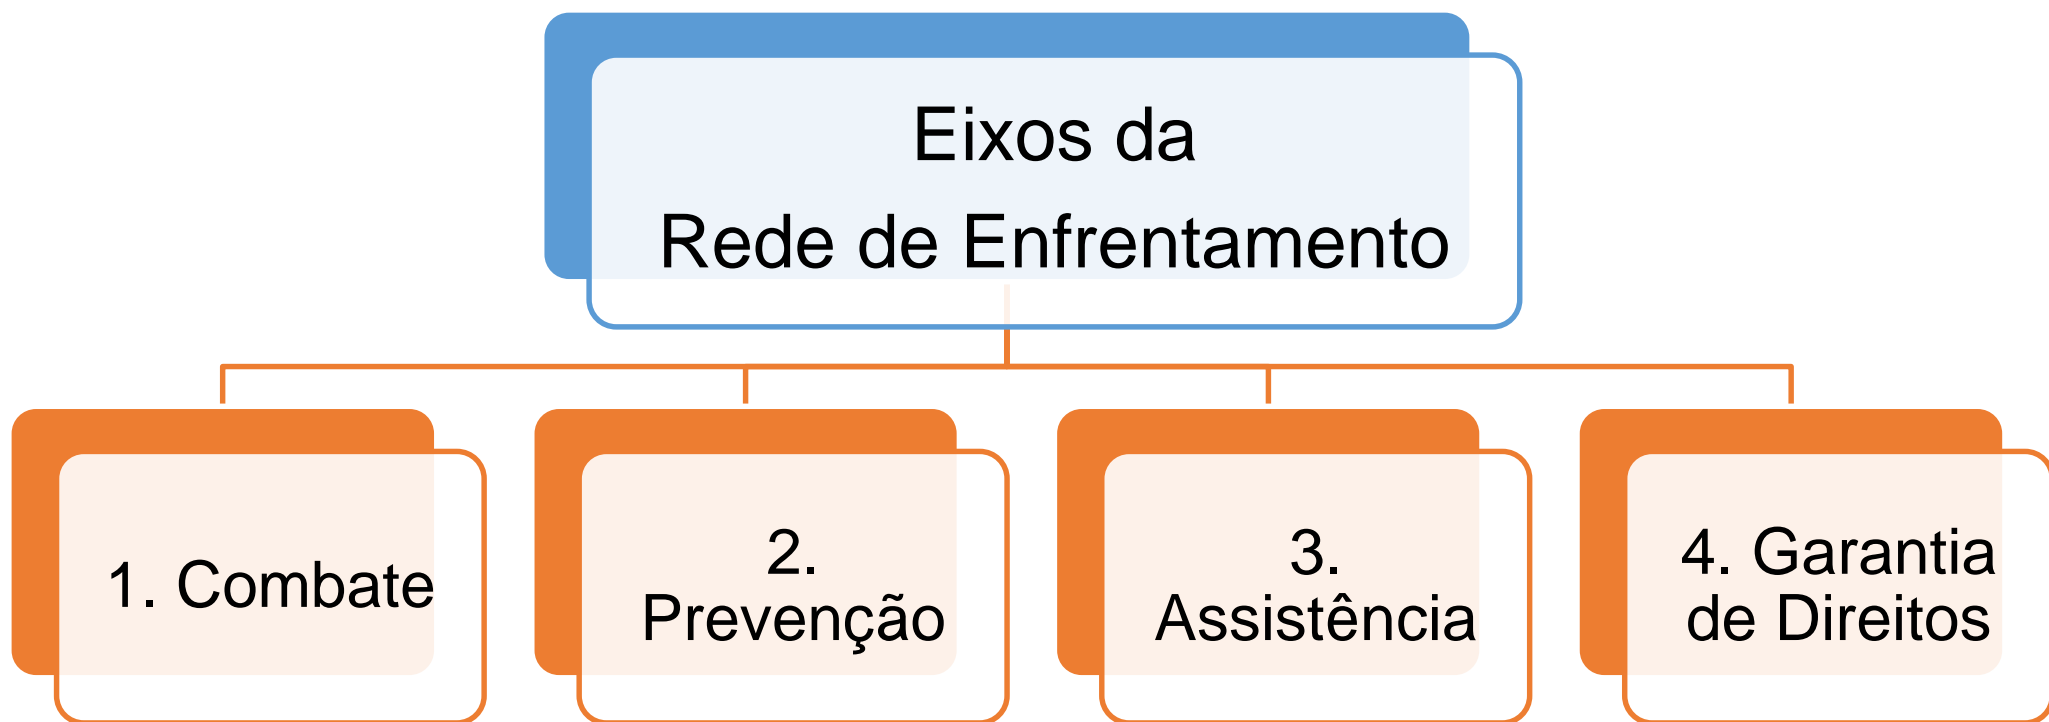 Eixos da
Rede de Enfrentamento
1. Combate
2.
Prevenção
3.
Assistência
4. Garantia
de Direitos